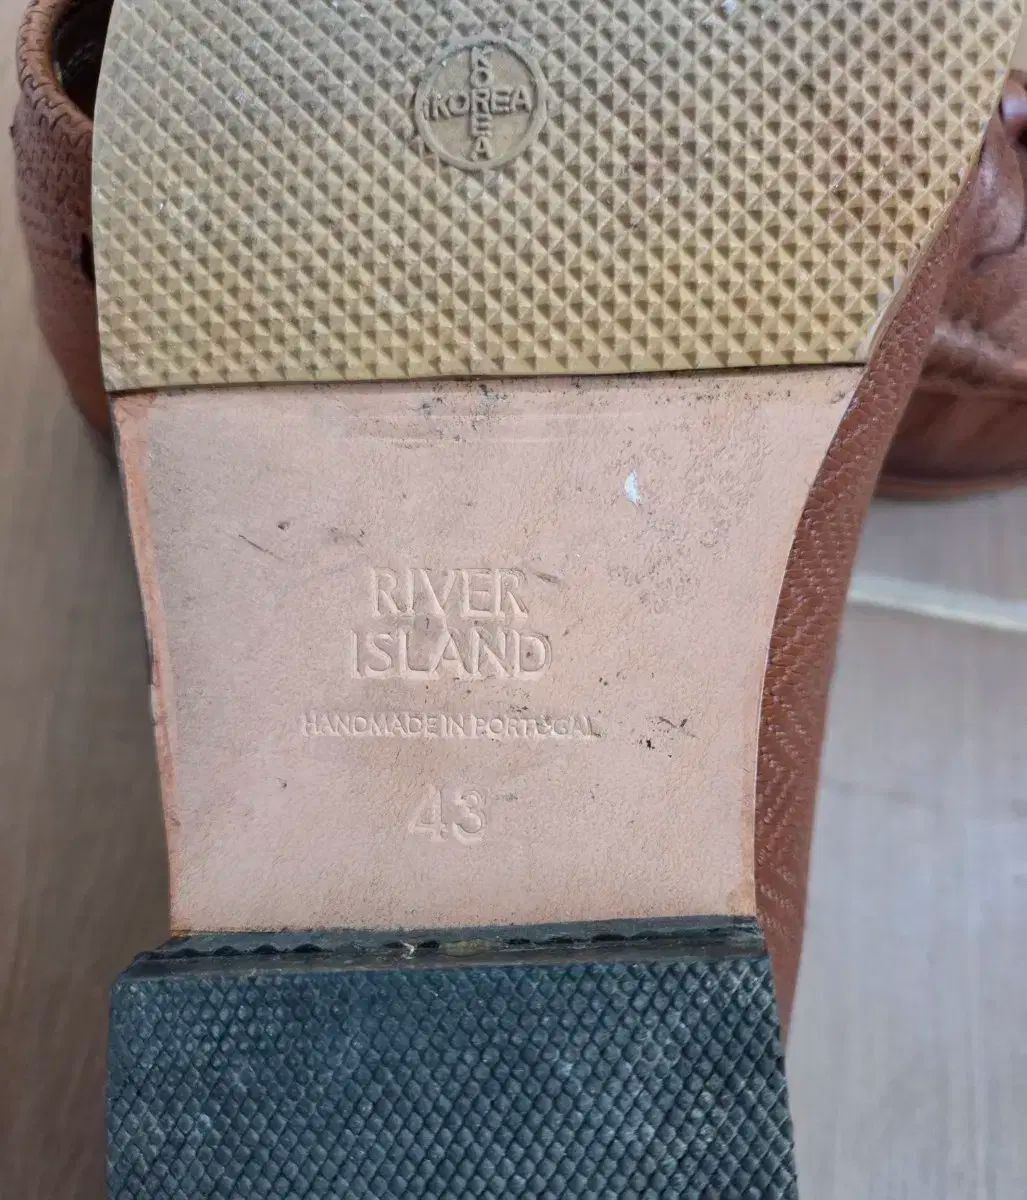 KOREA
KOREA
RIVER
ISLAND
HANDMADE IN PORTUGAL
43